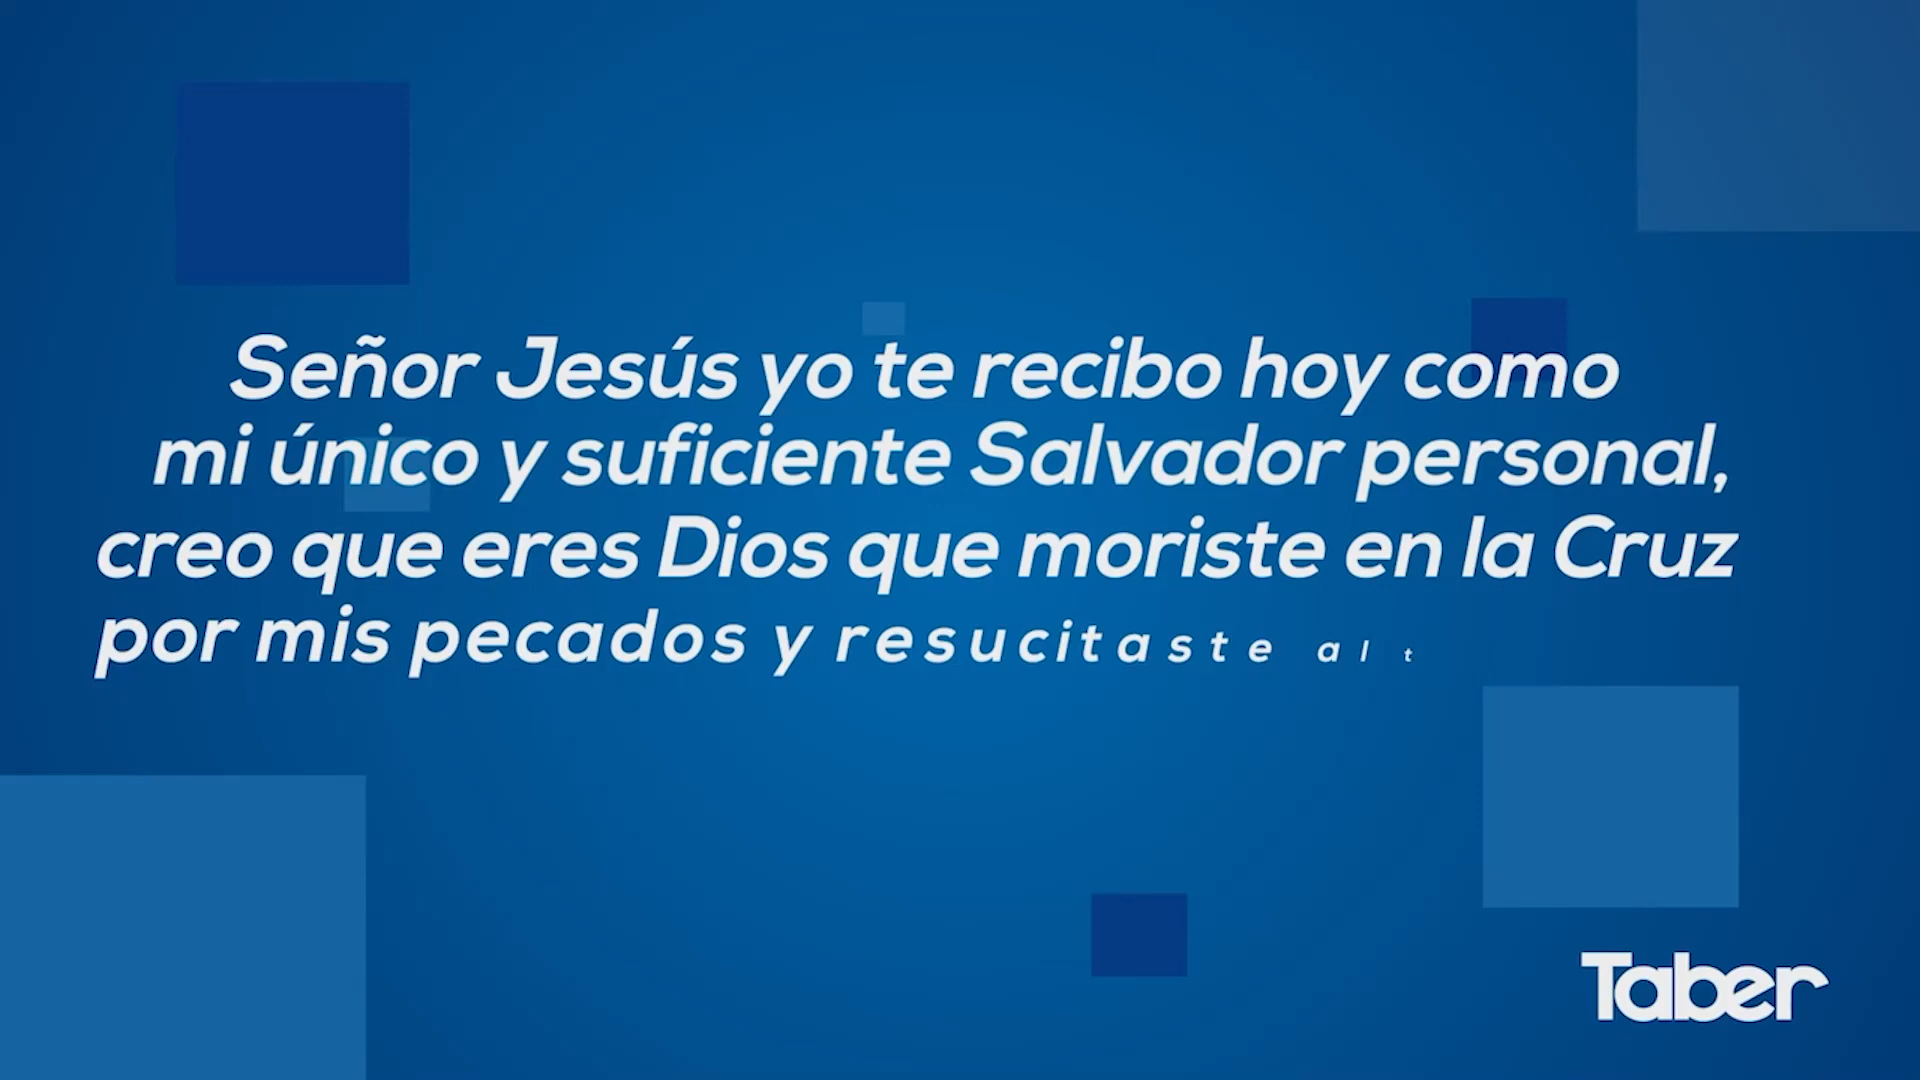 Señor Jesús yo te recibo hoy como
mi único y suficiente Salvador personal,
creo que eres Dios que moriste en la Cruz
por mis pecados y resucitaste al t
Taber